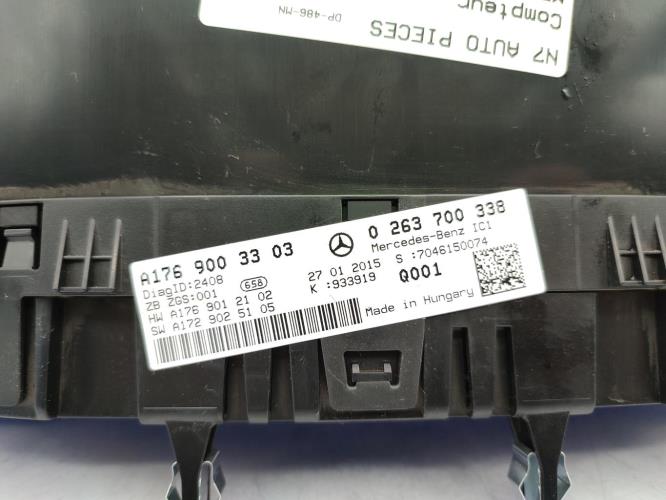 N7 AUTO PIECES
Compteur
DP-486-MN
A176 900 33 03
DiagID:2408
658
ZB ZGS:001
HW A176 901 21 02
SW A172 902 51 05
0 263 700 338
Mercedes-Benz IC1
27 01 2015 S :7046150074
K :933919 Q001
Made in Hungary